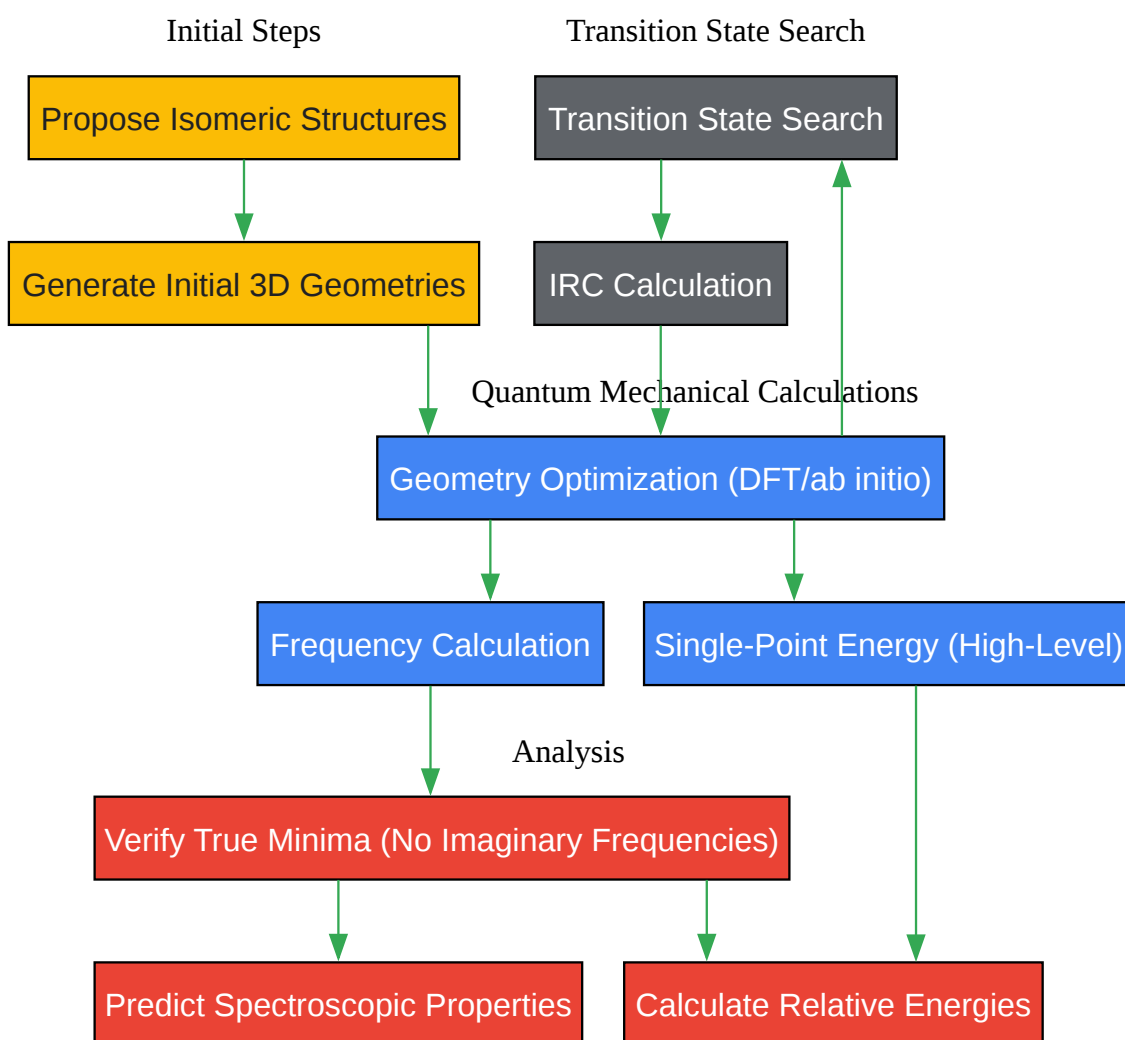 Initial Steps
Transition State Search
Propose Isomeric Structures
Transition State Search
Generate Initial 3D Geometries
IRC Calculation
Quantum Mechanical Calculations
Geometry Optimization (DFT/ab initio)
Frequency Calculation
Single-Point Energy (High-Level)
Analysis
Verify True Minima (No Imaginary Frequencies)
Predict Spectroscopic Properties
Calculate Relative Energies